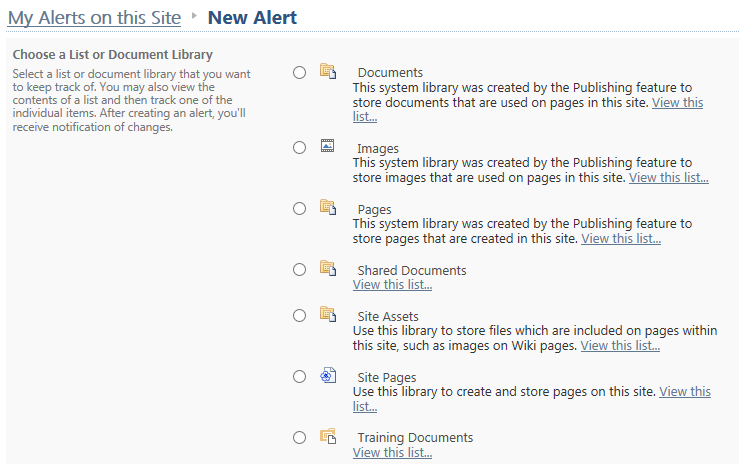 My Alerts on this Site ▸ New Alert
Choose a List or Document Library
Select a list or document library that you want
to keep track of. You may also view the
contents of a list and then track one of the
individual items. After creating an alert, you'll
receive notification of changes.
Documents
This system library was created by the Publishing feature to
store documents that are used on pages in this site. View this
list...
Images
This system library was created by the Publishing feature to
store images that are used on pages in this site. View this list...
Pages
This system library was created by the Publishing feature to
store pages that are created in this site. View this list...
Shared Documents
View this list...
Site Assets
Use this library to store files which are included on pages within
this site, such as images on Wiki pages. View this list...
Site Pages
Use this library to create and store pages on this site. View this
list...
Training Documents
View this list...